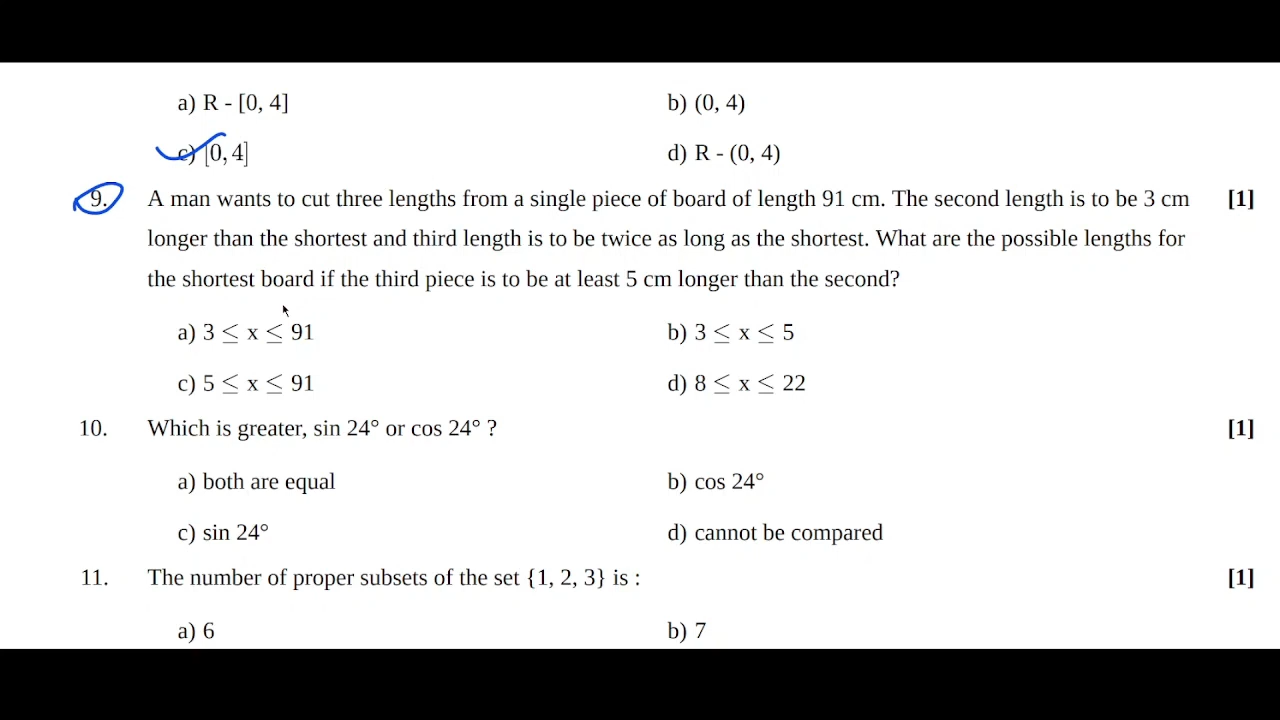 a) R - [0, 4]
b) (0, 4)
c) [0, 4]
d) R - (0, 4)
9. A man wants to cut three lengths from a single piece of board of length 91 cm. The second length is to be 3 cm [1]
longer than the shortest and third length is to be twice as long as the shortest. What are the possible lengths for
the shortest board if the third piece is to be at least 5 cm longer than the second?
a) 3 ≤ x ≤ 91
b) 3 ≤ x ≤ 5
c) 5 ≤ x ≤ 91
d) 8 ≤ x ≤ 22
10. Which is greater, sin 24° or cos 24° ? [1]
a) both are equal
b) cos 24°
c) sin 24°
d) cannot be compared
11. The number of proper subsets of the set {1, 2, 3} is : [1]
a) 6
b) 7